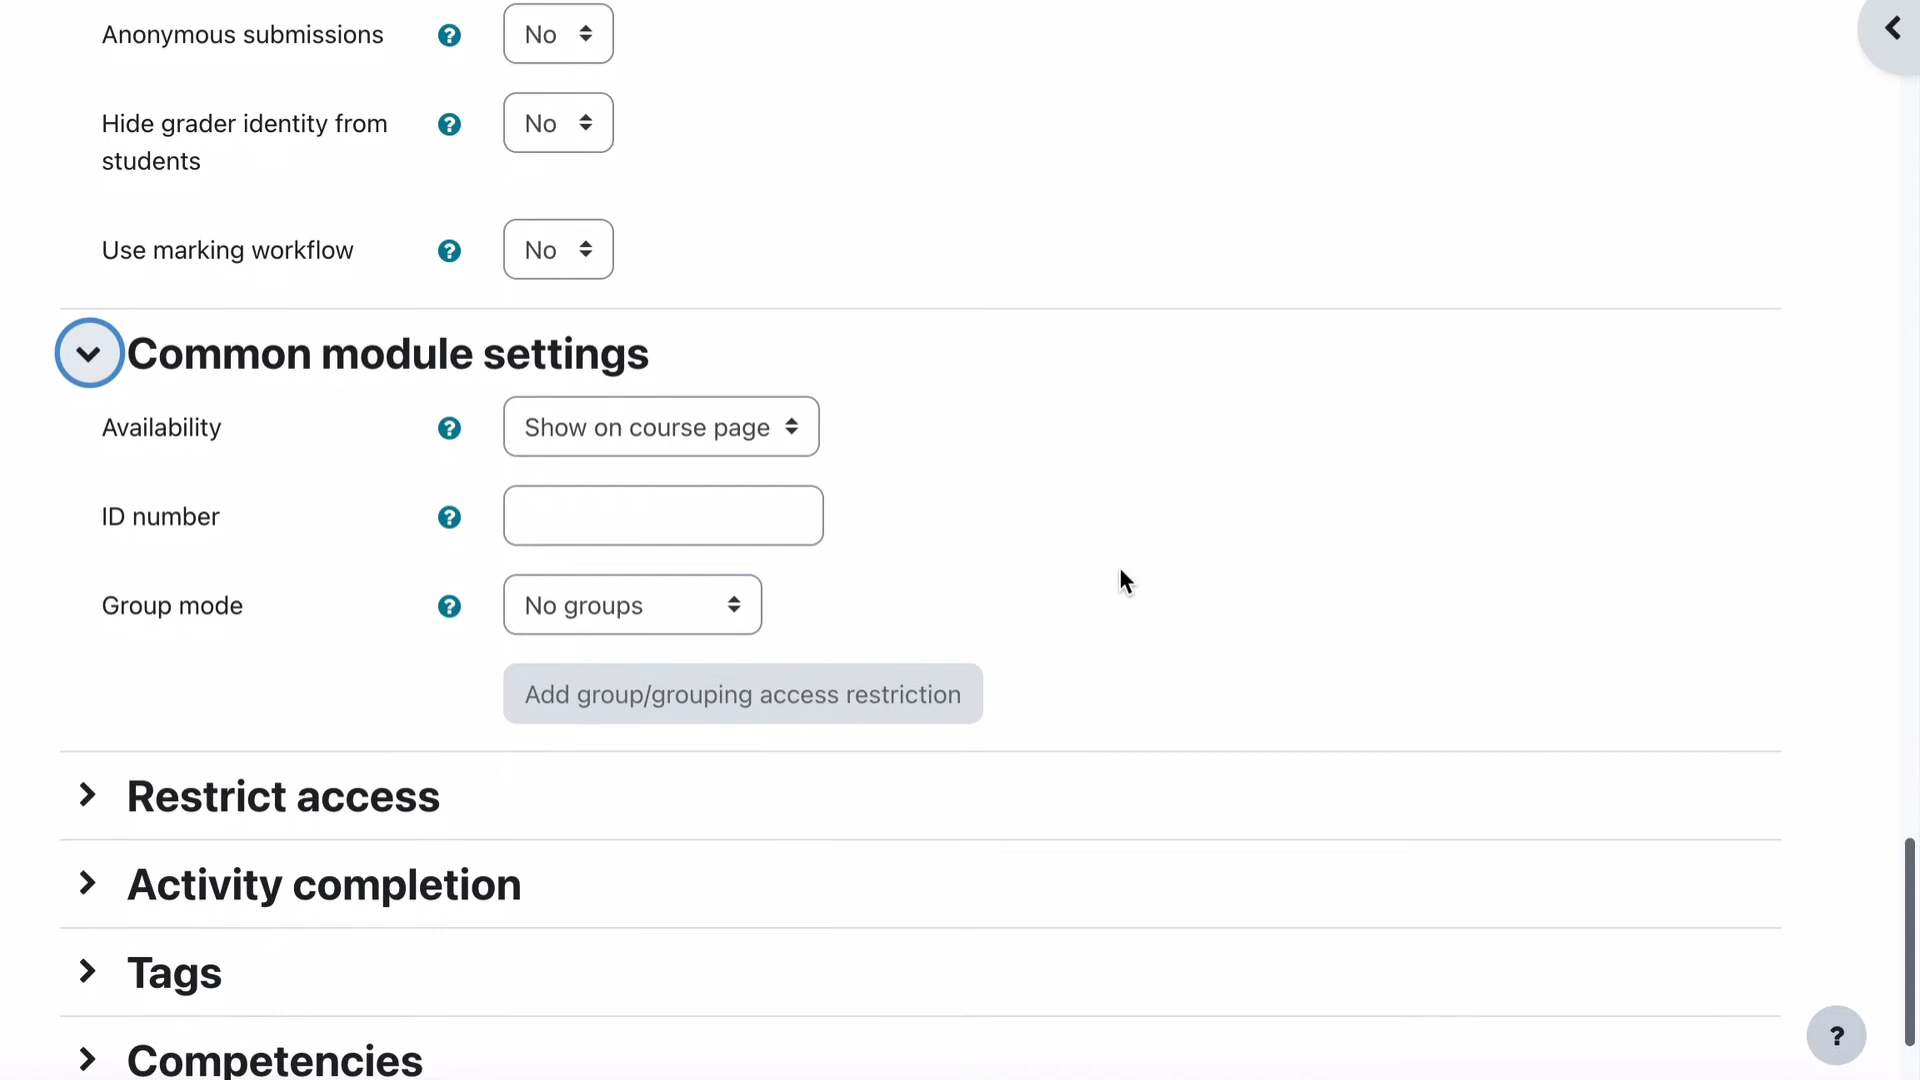 Anonymous submissions ? No
Hide grader identity from ? No
students
Use marking workflow ? No
Common module settings
Availability ? Show on course page
ID number ?
Group mode ? No groups
Add group/grouping access restriction
Restrict access
Activity completion
Tags
?
Competencies